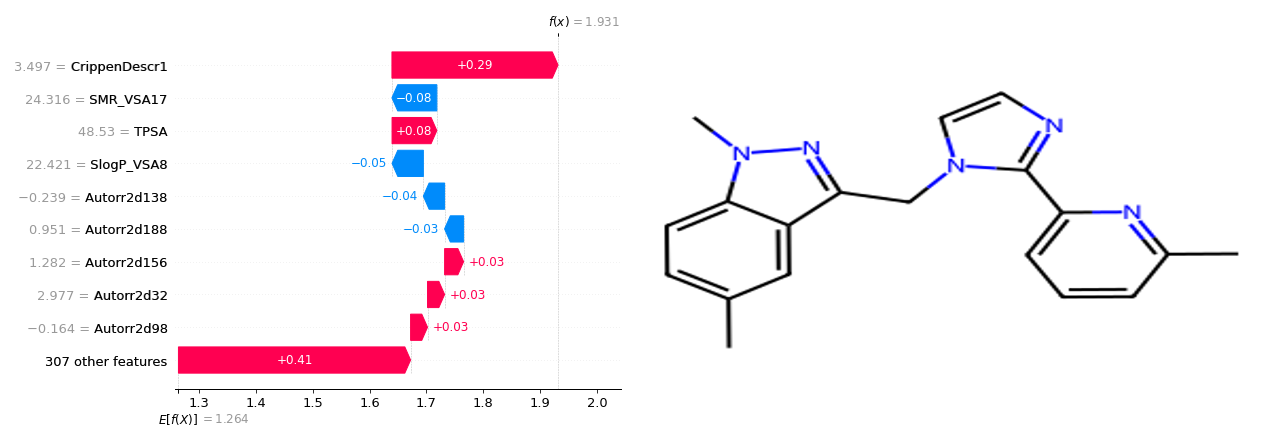 f(x) = 1.931
3.497 = CrippenDescr1
+0.29
24.316 = SMR_VSA17
−0.08
48.53 = TPSA
+0.08
22.421 = SlogP_VSA8
−0.05
−0.239 = Autorr2d138
−0.04
0.951 = Autorr2d188
−0.03
1.282 = Autorr2d156
+0.03
2.977 = Autorr2d32
+0.03
−0.164 = Autorr2d98
+0.03
307 other features
+0.41
1.3 1.4 1.5 1.6 1.7 1.8 1.9 2.0
E[f(X)] = 1.264
N
N
N
N
N